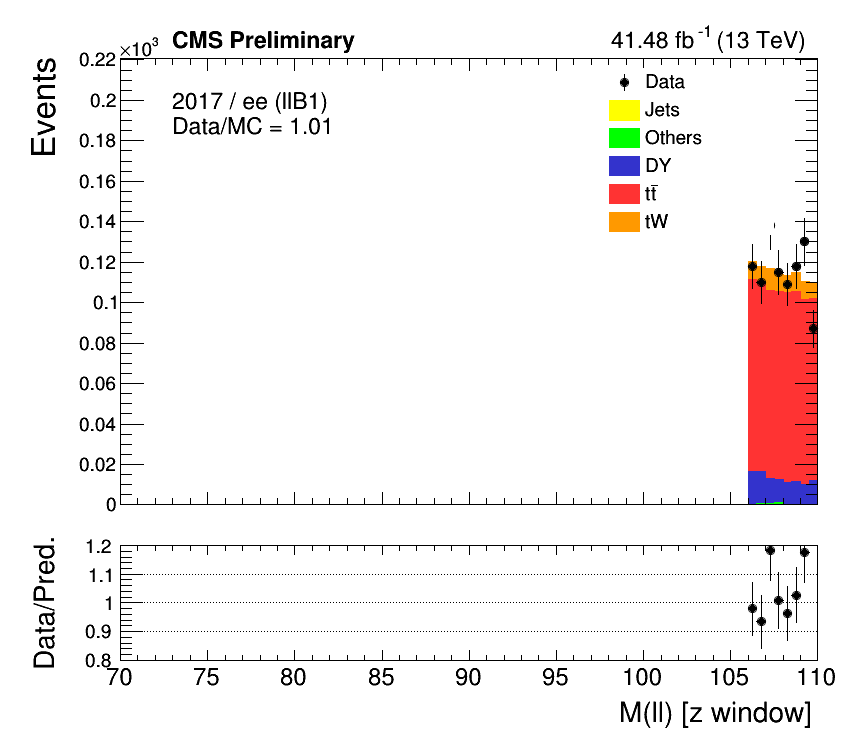 ×10³ CMS Preliminary 41.48 fb⁻¹ (13 TeV)
Events
0.22
0.2
0.18
0.16
0.14
0.12
0.1
0.08
0.06
0.04
0.02
0
2017 / ee (llB1)
Data/MC = 1.01
Data
Jets
Others
DY
tt̄
tW
Data/Pred.
1.2
1.1
1
0.9
0.8
70 75 80 85 90 95 100 105 110
M(ll) [z window]